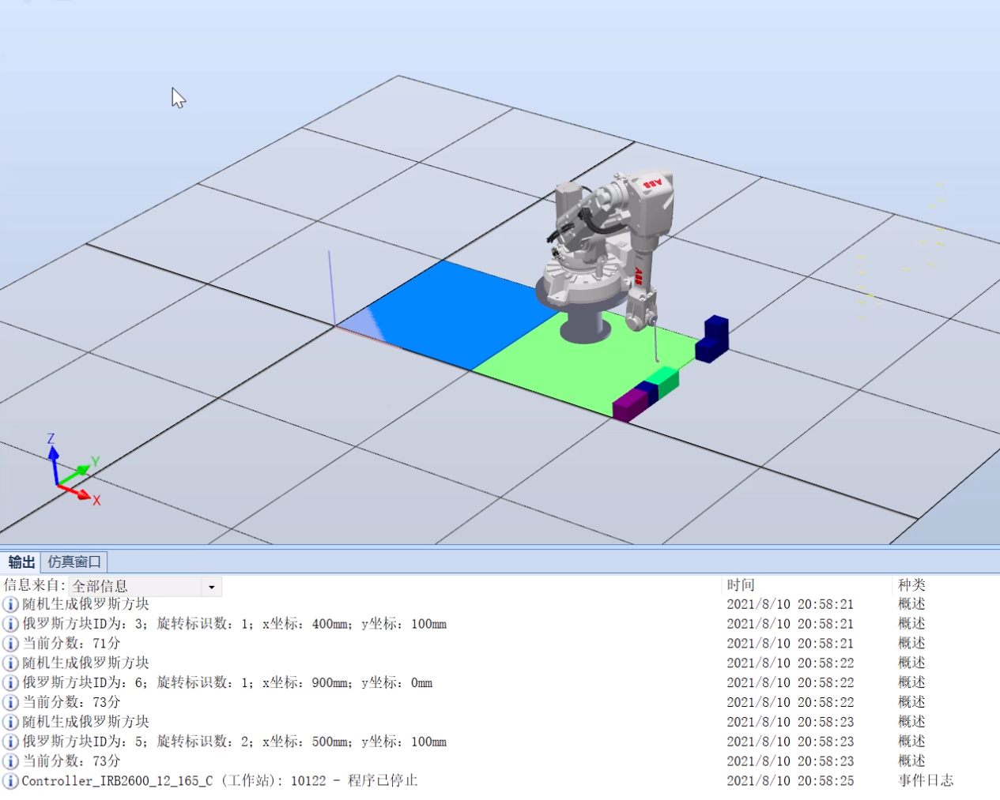 ABB
ABB
Z
Y
X
输出 仿真窗口
信息来自: 全部信息 时间 种类
随机生成俄罗斯方块 2021/8/10 20:58:21 概述
俄罗斯方块ID为: 3; 旋转标识数: 1; x坐标: 400mm; y坐标: 100mm 2021/8/10 20:58:21 概述
当前分数: 71分 2021/8/10 20:58:21 概述
随机生成俄罗斯方块 2021/8/10 20:58:22 概述
俄罗斯方块ID为: 6; 旋转标识数: 1; x坐标: 900mm; y坐标: 0mm 2021/8/10 20:58:22 概述
当前分数: 73分 2021/8/10 20:58:22 概述
随机生成俄罗斯方块 2021/8/10 20:58:23 概述
俄罗斯方块ID为: 5; 旋转标识数: 2; x坐标: 500mm; y坐标: 100mm 2021/8/10 20:58:23 概述
当前分数: 73分 2021/8/10 20:58:23 概述
Controller_IRB2600_12_165_C (工作站): 10122 - 程序已停止 2021/8/10 20:58:25 事件日志